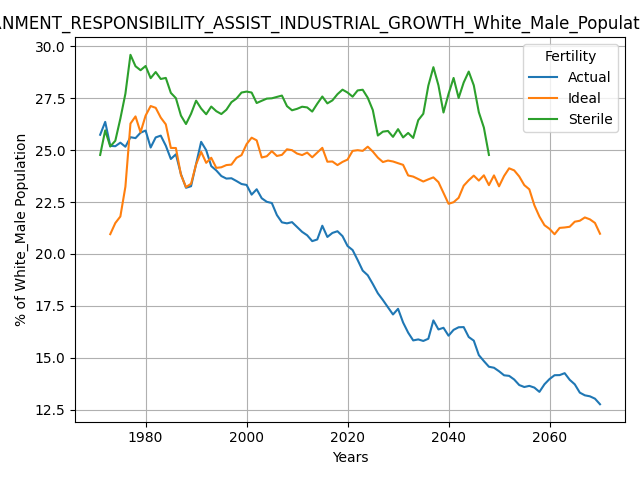 NMENT_RESPONSIBILITY_ASSIST_INDUSTRIAL_GROWTH_White_Male_Populat
30.0
27.5
25.0
22.5
20.0
17.5
15.0
12.5
% of White_Male Population
Fertility
Actual
Ideal
Sterile
1980
2000
2020
2040
2060
Years